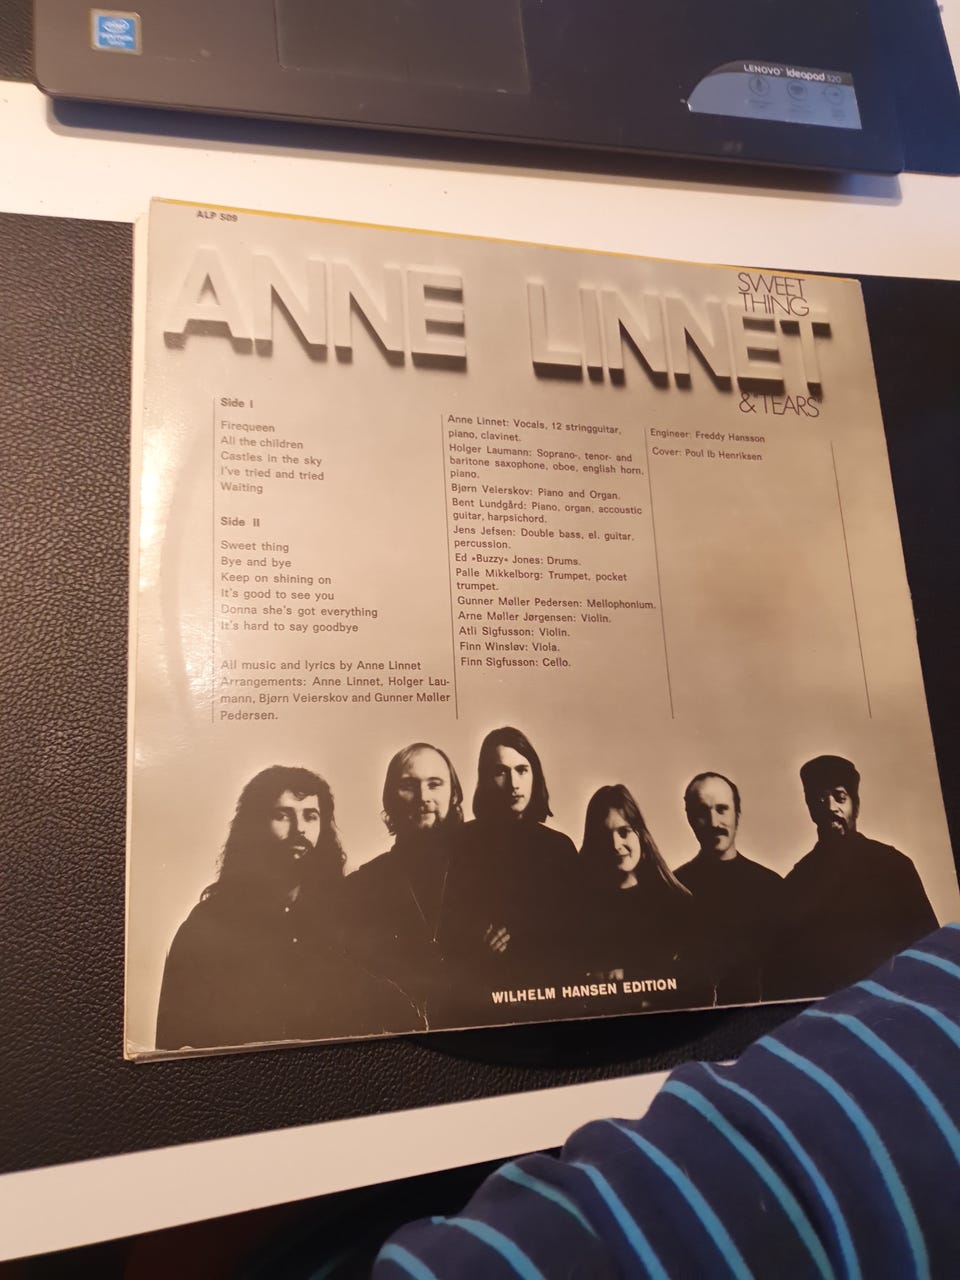 LENOVO ideapad 320
intel
ALP 509
ANNE LINNET
SWEET
THING
& "TEARS"
Side I
Firequeen
All the children
Castles in the sky
I've tried and tried
Waiting
Side II
Sweet thing
Bye and bye
Keep on shining on
It's good to see you
Donna she's got everything
It's hard to say goodbye
All music and lyrics by Anne Linnet
Arrangements: Anne Linnet, Holger Lau-
mann, Bjørn Veierskov and Gunner Møller
Pedersen.
Anne Linnet: Vocals, 12 stringguitar,
piano, clavinet.
Holger Laumann: Soprano-, tenor- and
baritone saxophone, oboe, english horn,
piano.
Bjørn Veierskov: Piano and Organ.
Bent Lundgård: Piano, organ, accoustic
guitar, harpsichord.
Jens Jefsen: Double bass, el. guitar,
percussion.
Ed »Buzzy« Jones: Drums.
Palle Mikkelborg: Trumpet, pocket
trumpet.
Gunner Møller Pedersen: Mellophonium.
Arne Møller Jørgensen: Violin.
Atli Sigfusson: Violin.
Finn Winsløv: Viola.
Finn Sigfusson: Cello.
Engineer: Freddy Hansson
Cover: Poul Ib Henriksen
WILHELM HANSEN EDITION